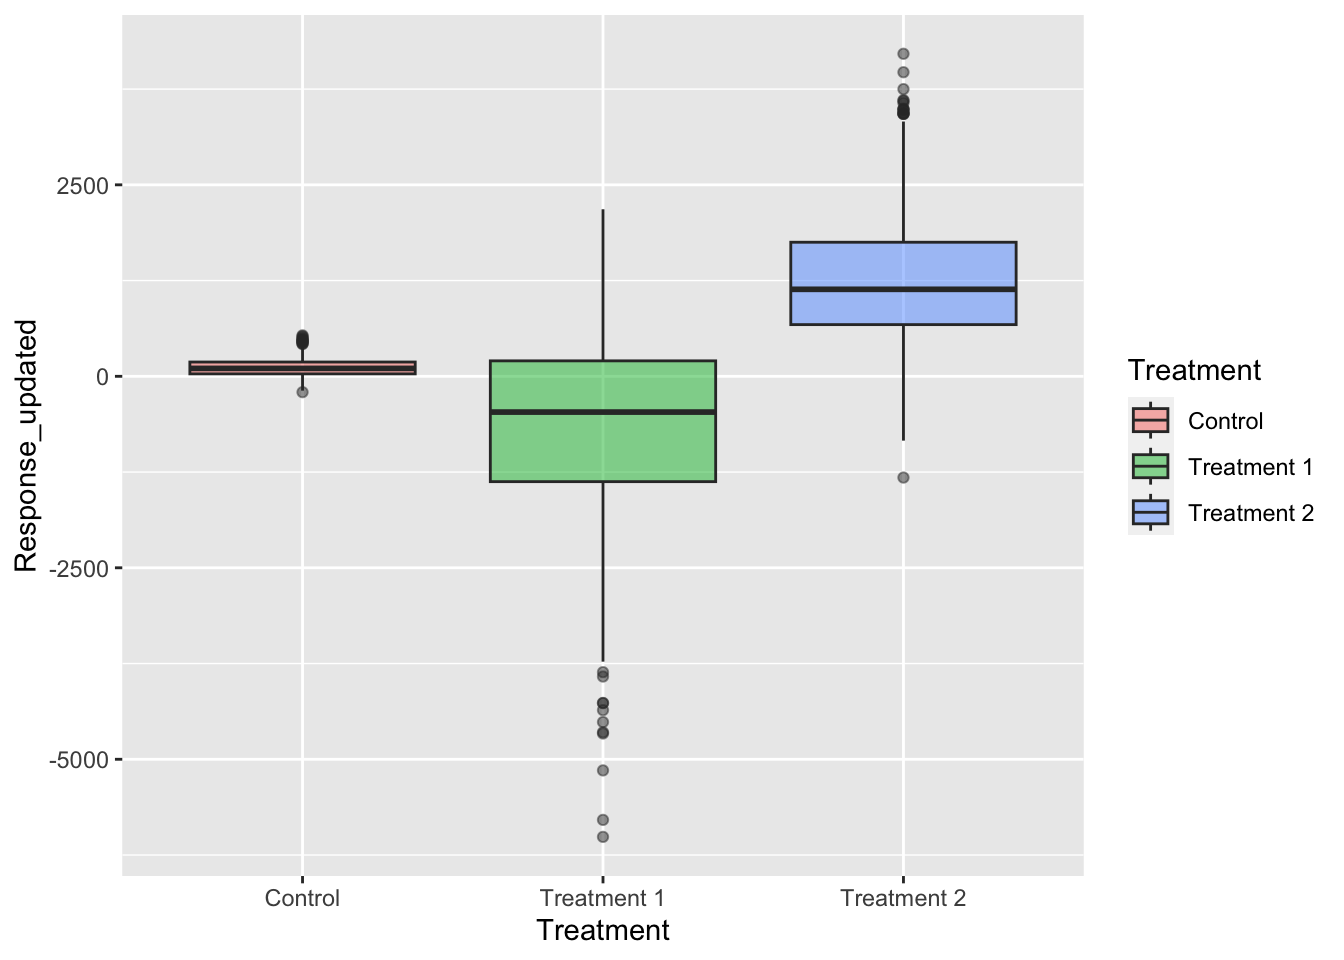 Response_updated
2500
0
-2500
-5000
Control
Treatment 1
Treatment 2
Treatment
Treatment
Control
Treatment 1
Treatment 2